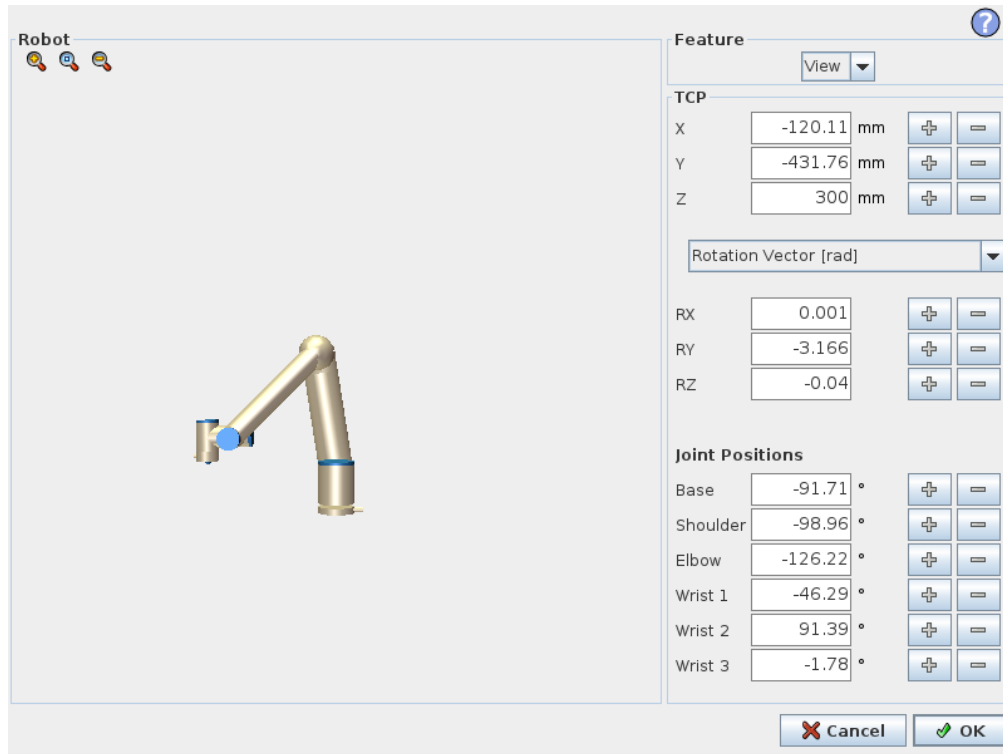 ?
Robot
Feature
View
TCP
X -120.11 mm
Y -431.76 mm
Z 300 mm
Rotation Vector [rad]
RX 0.001
RY -3.166
RZ -0.04
Joint Positions
Base -91.71 °
Shoulder -98.96 °
Elbow -126.22 °
Wrist 1 -46.29 °
Wrist 2 91.39 °
Wrist 3 -1.78 °
Cancel OK